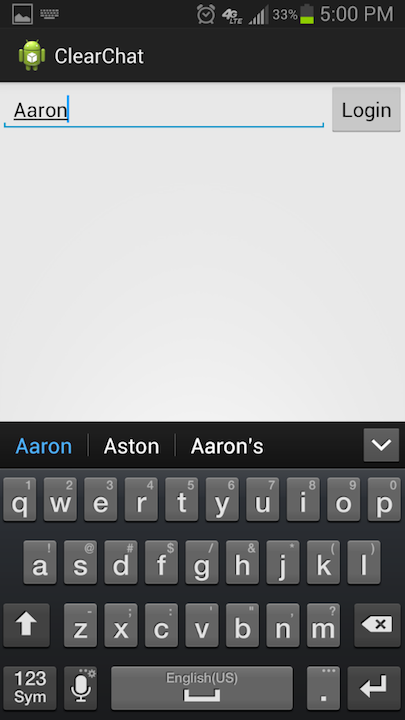 4G LTE 33% 5:00 PM
ClearChat
Aaron Login
Aaron Aston Aaron's
1 2 3 4 5 6 7 8 9 0
q w e r t y u i o p
! @ # $ / & * ( )
a s d f g h j k l
- ' ; : ' " , ?
z x c v b n m
123 English(US) ...
Sym .